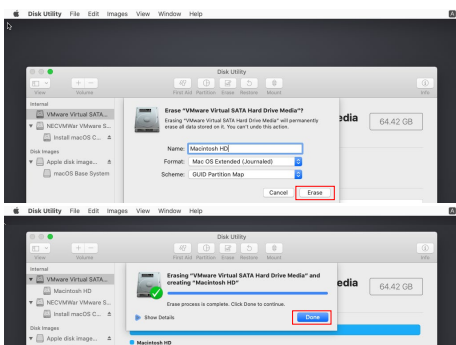 Disk Utility File Edit Images View Window Help
A
Disk Utility
View Volume First Aid Partition Erase Restore Mount Info
Internal
VMware Virtual SATA...
NECVMWar VMware S...
Install macOS C...
Disk Images
Apple disk image...
macOS Base System
Erase “VMware Virtual SATA Hard Drive Media”?
Erasing “VMware Virtual SATA Hard Drive Media” will permanently
erase all data stored on it. You can't undo this action.
Name: Macintosh HD
Format: Mac OS Extended (Journaled)
Scheme: GUID Partition Map
Cancel Erase
edia
64.42 GB
Disk Utility File Edit Images View Window Help
A
Disk Utility
View Volume First Aid Partition Erase Restore Mount Info
Internal
VMware Virtual SATA...
Macintosh HD
NECVMWar VMware S...
Install macOS C...
Disk Images
Apple disk image...
Erasing “VMware Virtual SATA Hard Drive Media” and
creating “Macintosh HD”
Erase process is complete. Click Done to continue.
Show Details
Done
edia
64.42 GB
Macintosh HD